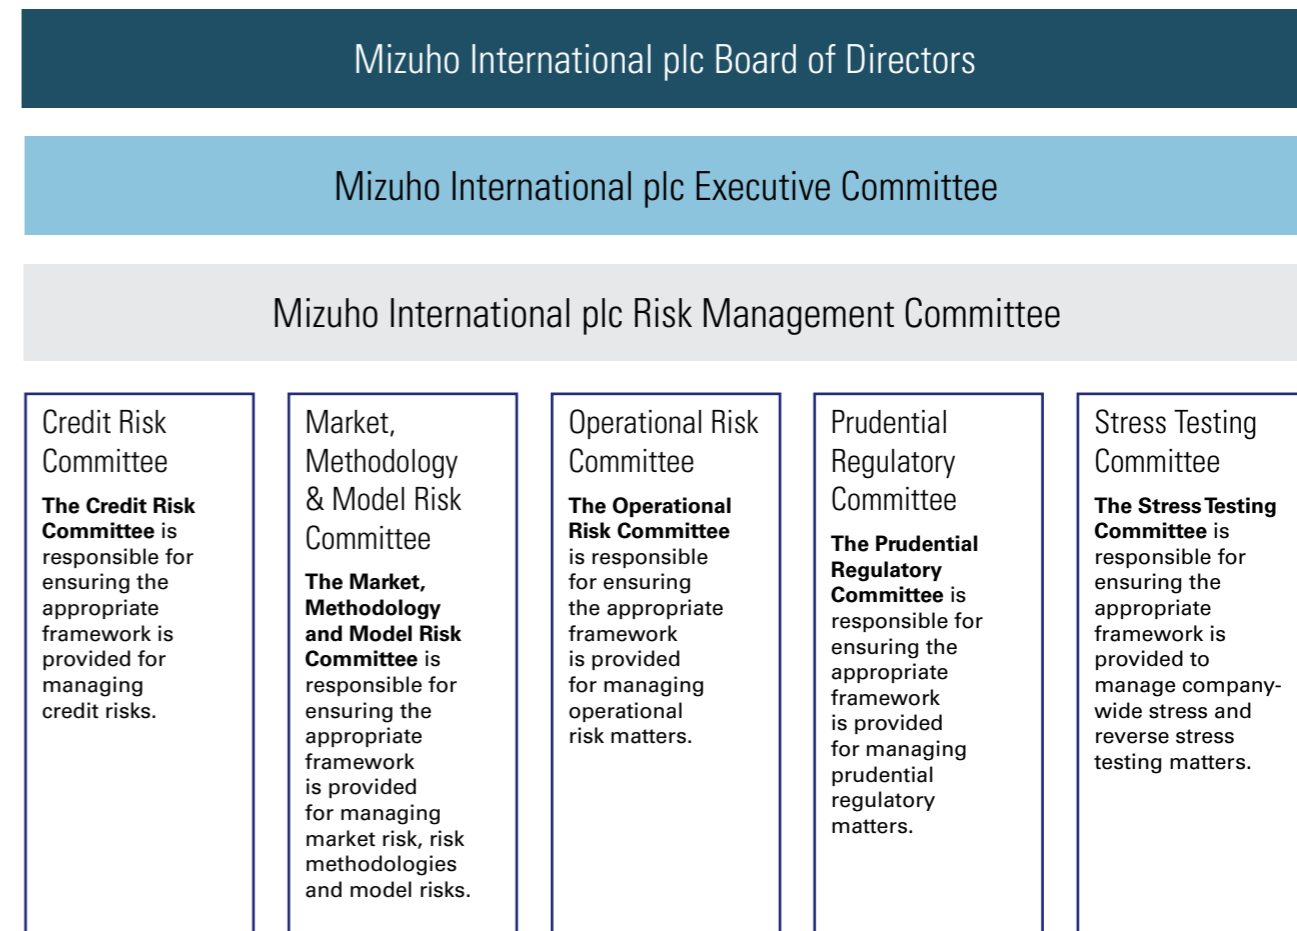 Mizuho International plc Board of Directors
Mizuho International plc Executive Committee
Mizuho International plc Risk Management Committee
Credit Risk
Committee
The Credit Risk
Committee is
responsible for
ensuring the
appropriate
framework is
provided for
managing
credit risks.
Market,
Methodology
& Model Risk
Committee
The Market,
Methodology
and Model Risk
Committee is
responsible for
ensuring the
appropriate
framework
is provided
for managing
market risk, risk
methodologies
and model risks.
Operational Risk
Committee
The Operational
Risk Committee
is responsible
for ensuring
the appropriate
framework
is provided
for managing
operational
risk matters.
Prudential
Regulatory
Committee
The Prudential
Regulatory
Committee is
responsible for
ensuring the
appropriate
framework
is provided
for managing
prudential
regulatory
matters.
Stress Testing
Committee
The Stress Testing
Committee is
responsible for
ensuring the
appropriate
framework is
provided to
manage company-
wide stress and
reverse stress
testing matters.